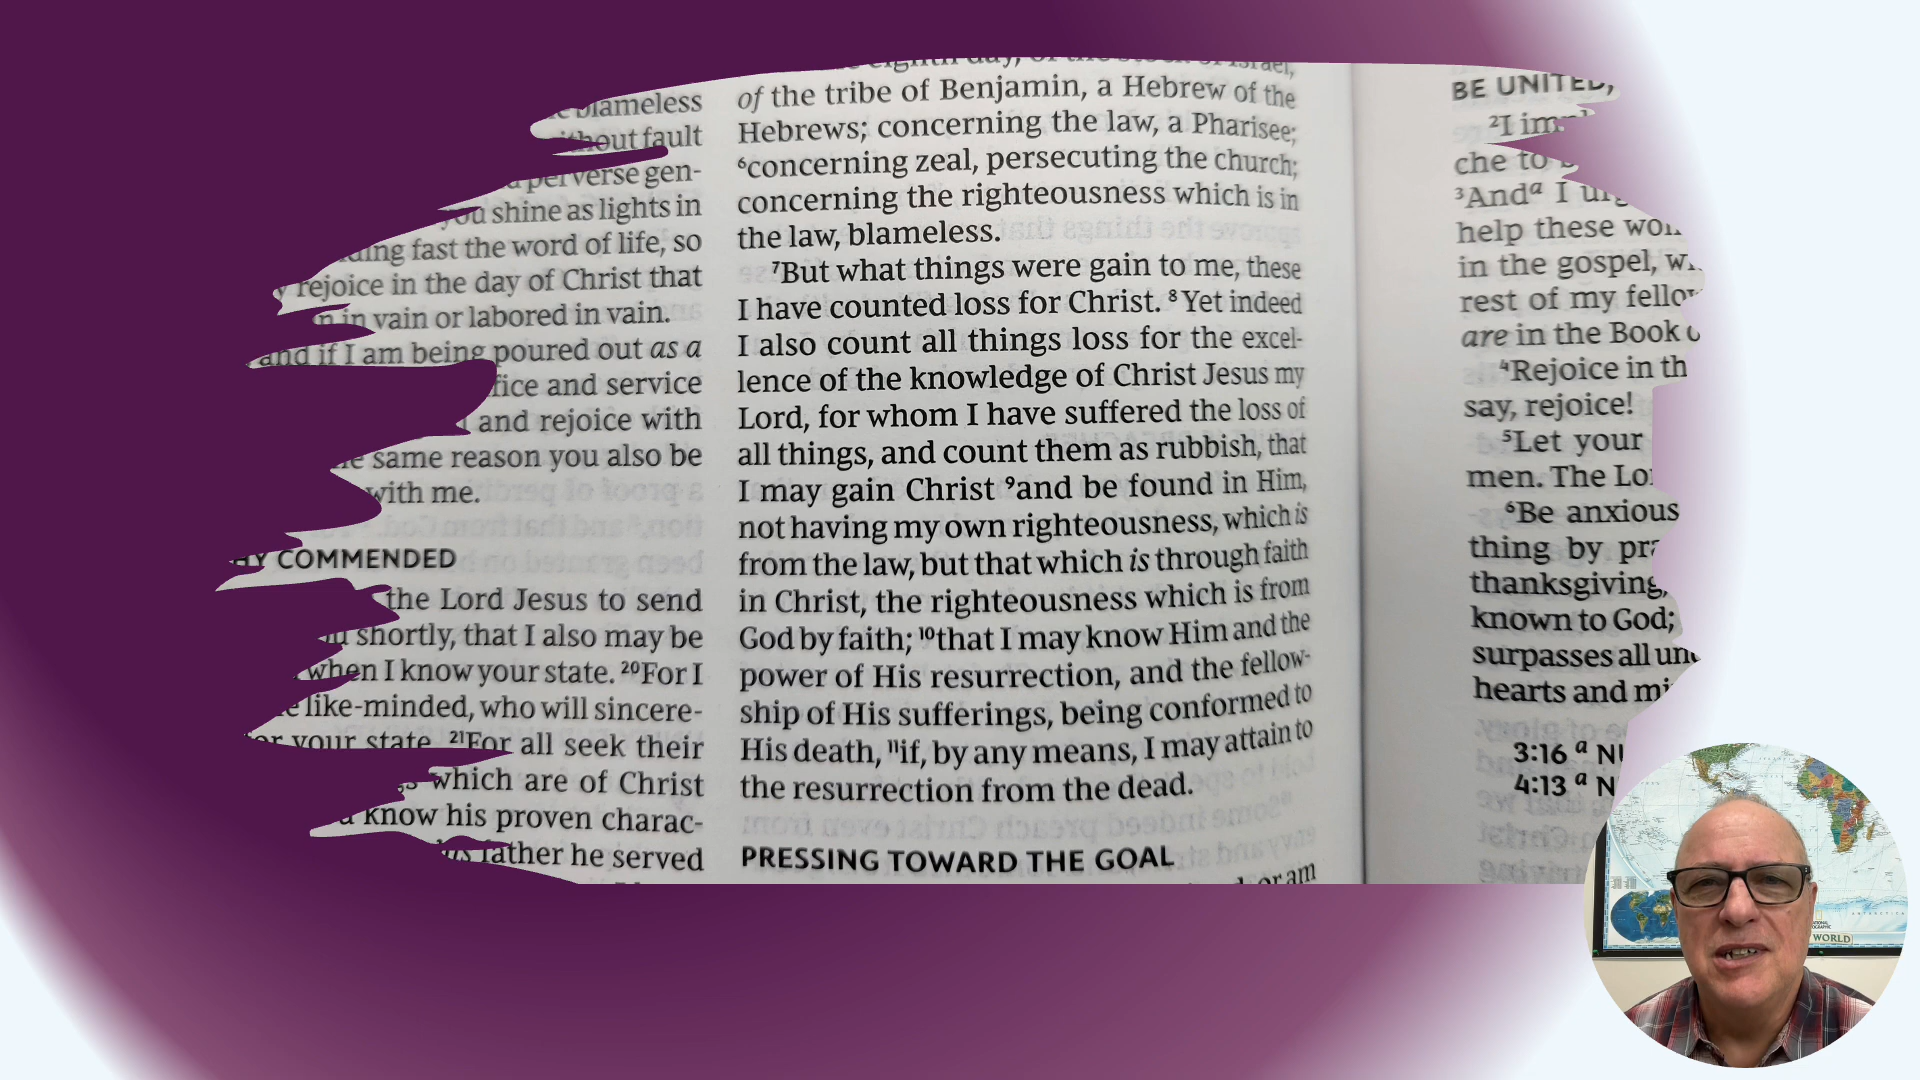 blameless
without fault
perverse gen-
you shine as lights in
fast the word of life, so
rejoice in the day of Christ that
in vain or labored in vain.
and if I am being poured out as a
and service
and rejoice with
same reason you also be
with me.
COMMENDED
the Lord Jesus to send
shortly, that I also may be
when I know your state. 20For I
like-minded, who will sincere-
for your state. 21For all seek their
which are of Christ
know his proven charac-
father he served
eighth day, of the stock of Israel,
of the tribe of Benjamin, a Hebrew of the
Hebrews; concerning the law, a Pharisee;
6concerning zeal, persecuting the church;
concerning the righteousness which is in
the law, blameless.
7But what things were gain to me, these
I have counted loss for Christ. 8Yet indeed
I also count all things loss for the excel-
lence of the knowledge of Christ Jesus my
Lord, for whom I have suffered the loss of
all things, and count them as rubbish, that
I may gain Christ 9and be found in Him,
not having my own righteousness, which is
from the law, but that which is through faith
in Christ, the righteousness which is from
God by faith; 10that I may know Him and the
power of His resurrection, and the fellow-
ship of His sufferings, being conformed to
His death, 11if, by any means, I may attain to
the resurrection from the dead.
PRESSING TOWARD THE GOAL
or am
BE UNITED,
2I
che to
3Anda I
help these
in the gospel,
rest of my
are in the Book
4Rejoice in
say, rejoice!
5Let your
men. The
6Be anxious
thing by
thanksgiving,
known to God;
surpasses all
hearts and
3:16 a
4:13 a
WORLD